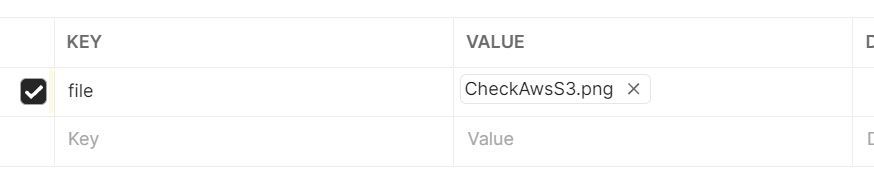 KEY VALUE D
file CheckAwsS3.png
Key Value D